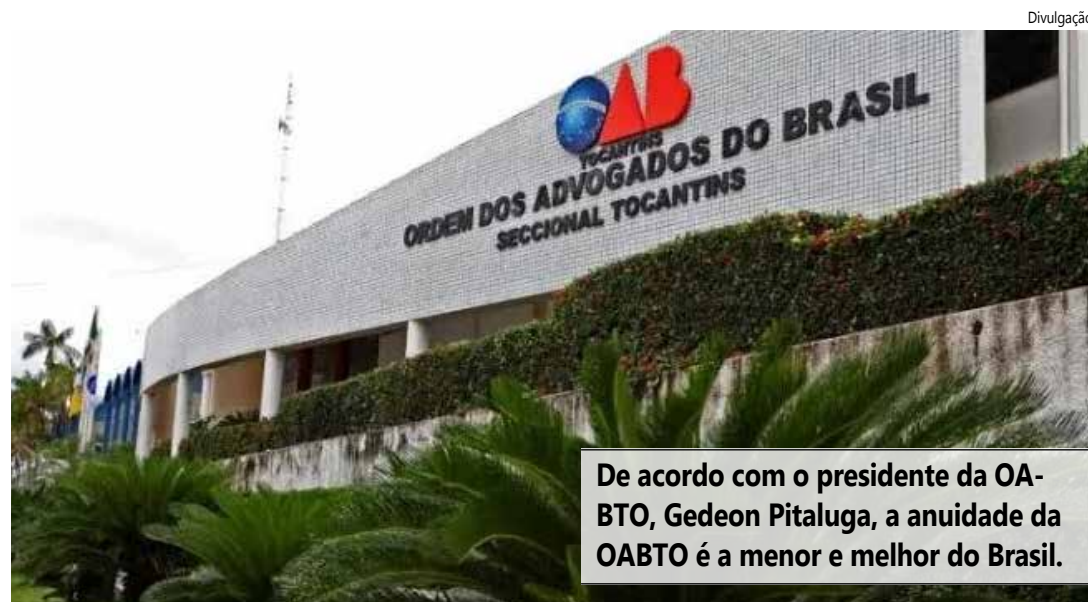 Divulgação
OAB
TOCANTINS
ORDEM DOS ADVOGADOS DO BRASIL
SECCIONAL TOCANTINS
De acordo com o presidente da OA-
BTO, Gedeon Pitaluga, a anuidade da
OABTO é a menor e melhor do Brasil.